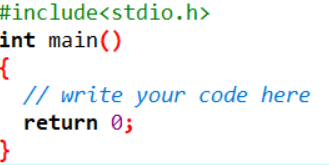 #include<stdio.h>
int main()
{
// write your code here
return 0;
}